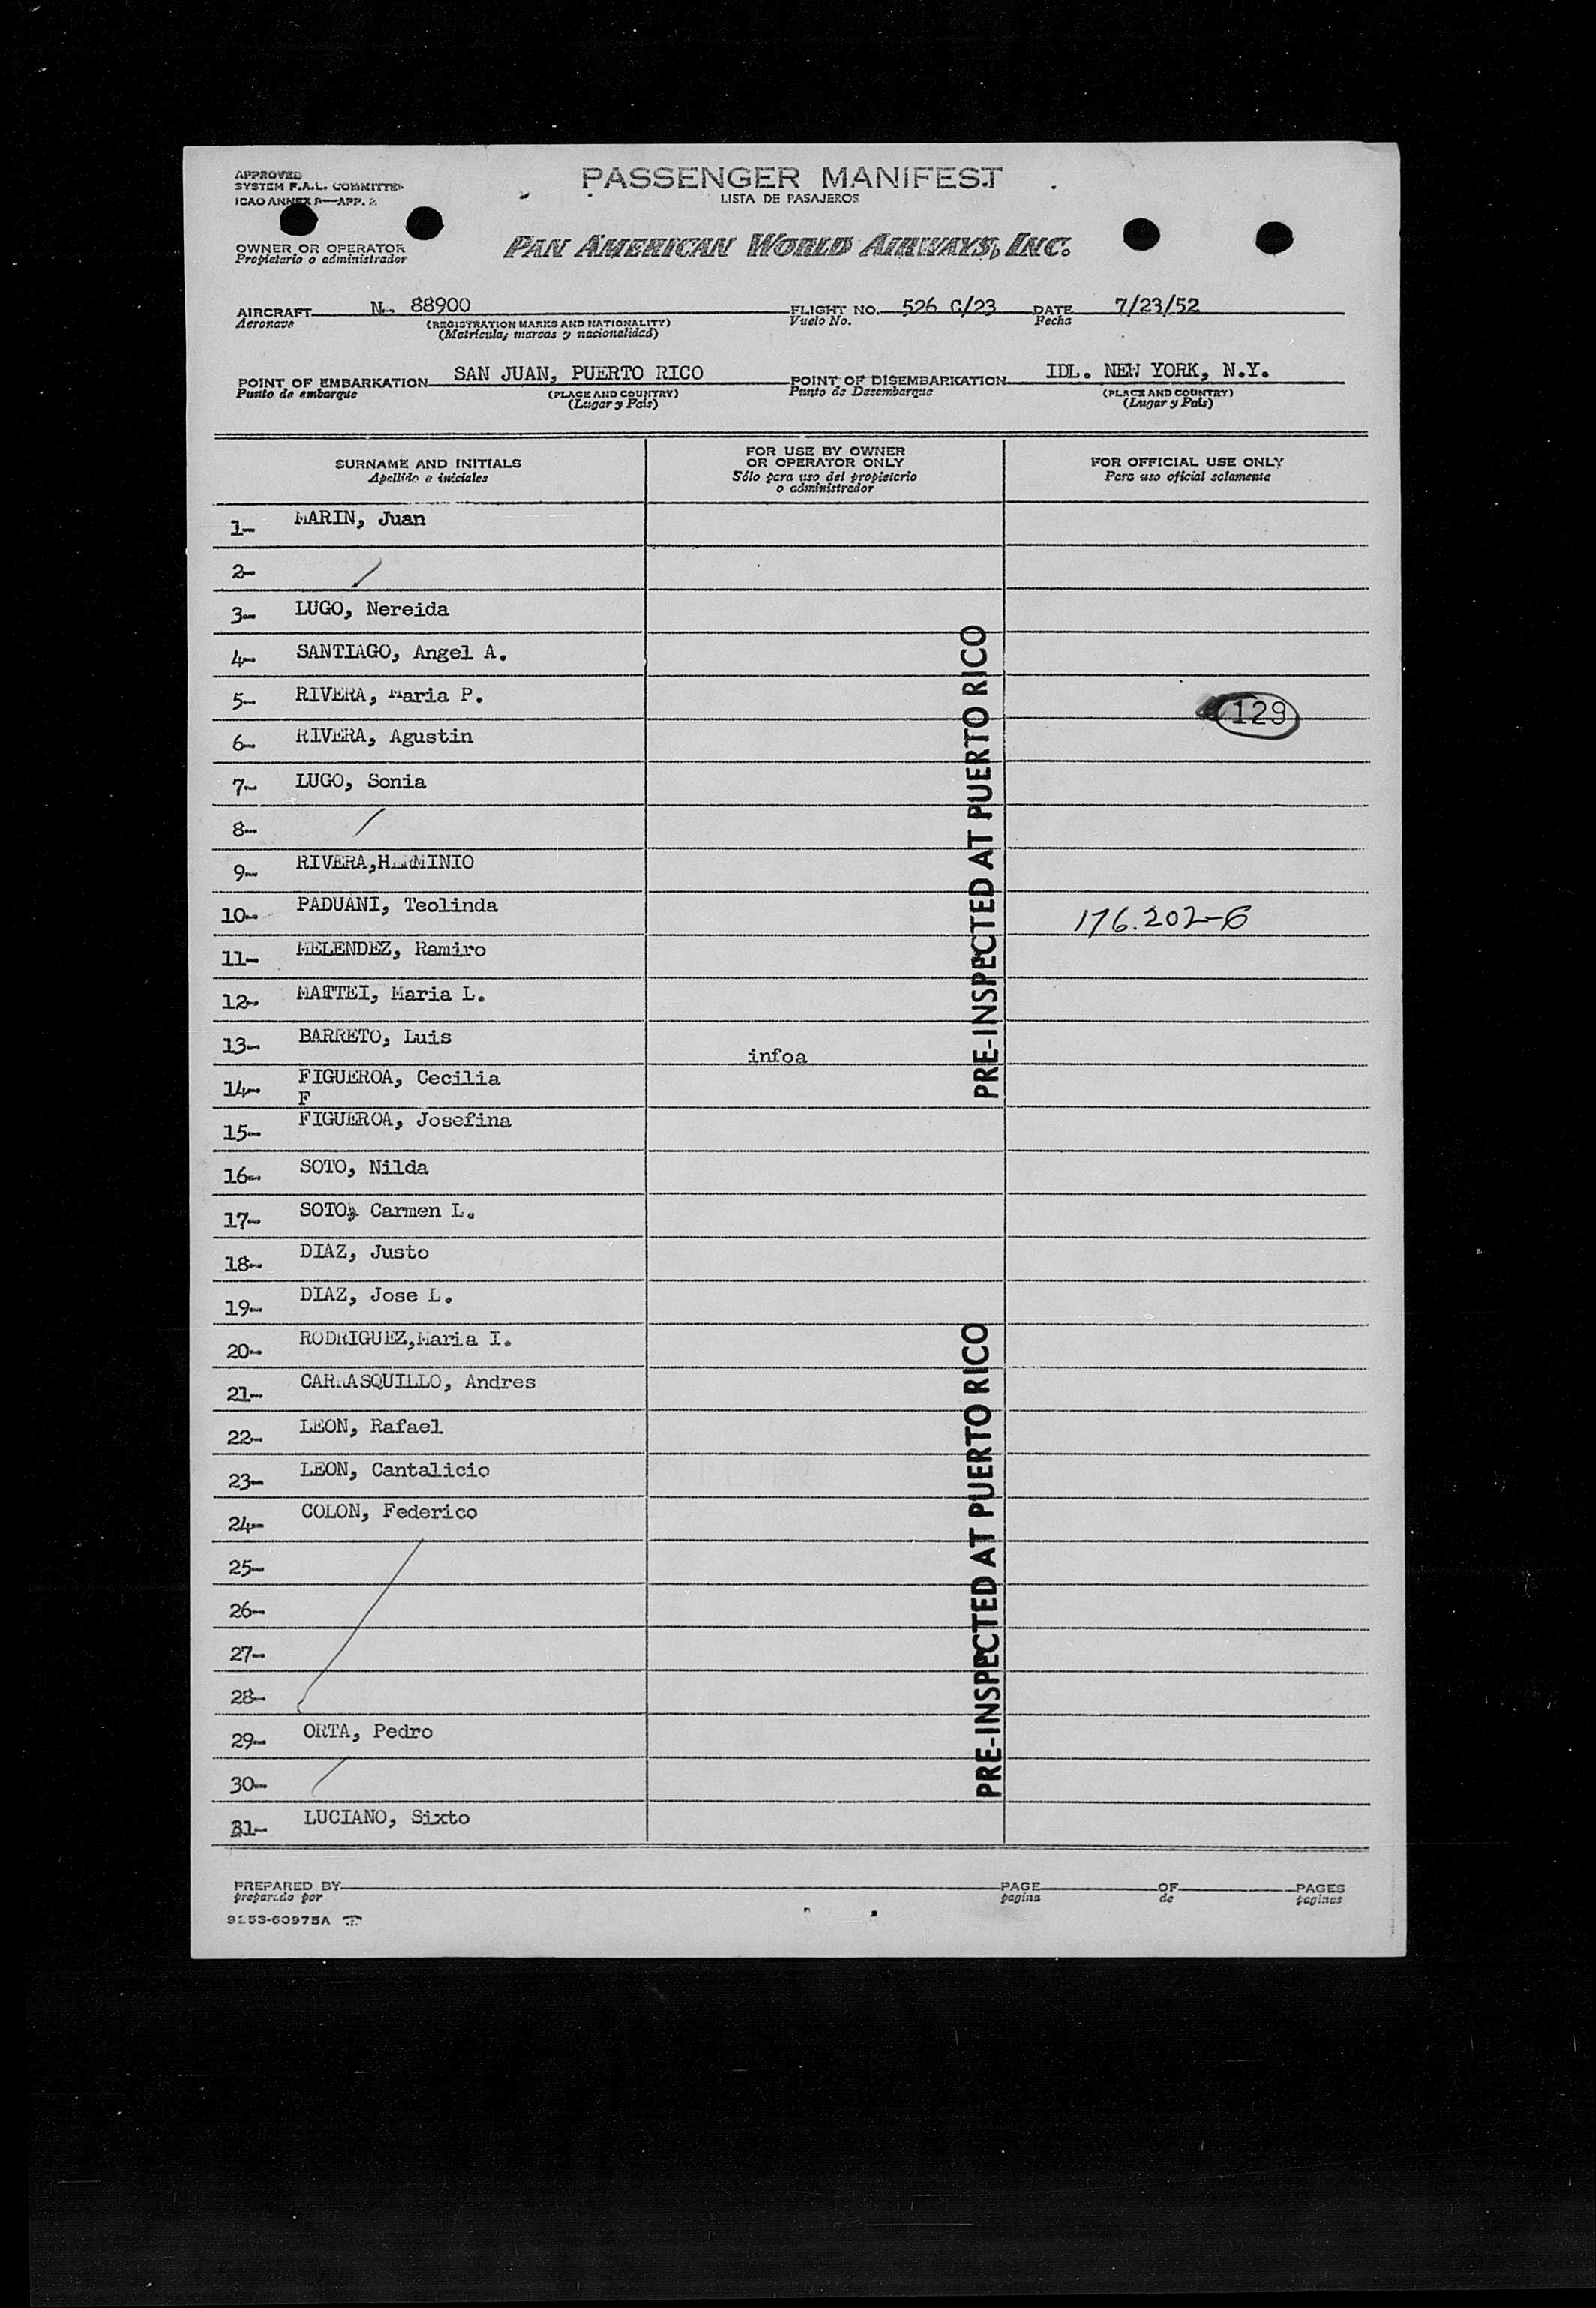 APPROVED
SYSTEM F.A.L. COMMITTEE
ICAO ANNEX 9—APP. 2
PASSENGER MANIFEST
LISTA DE PASAJEROS
OWNER OR OPERATOR
Propietario o administrador
PAN AMERICAN WORLD AIRWAYS, INC.
AIRCRAFT N- 88900 FLIGHT NO. 526 C/23 DATE 7/23/52
Aeronave (REGISTRATION MARKS AND NATIONALITY) Vuelo No. Fecha
(Matrícula, marcas y nacionalidad)
POINT OF EMBARKATION SAN JUAN, PUERTO RICO POINT OF DISEMBARKATION IDL. NEW YORK, N.Y.
Punto de embarque (PLACE AND COUNTRY) Punto de Desembarque (PLACE AND COUNTRY)
(Lugar y País) (Lugar y País)
SURNAME AND INITIALS
Apellido e iniciales
FOR USE BY OWNER
OR OPERATOR ONLY
Sólo para uso del propietario
o administrador
FOR OFFICIAL USE ONLY
Para uso oficial solamente
1- MARIN, Juan
2-
3- LUGO, Nereida
4- SANTIAGO, Angel A.
5- RIVERA, Maria P.
129
6- RIVERA, Agustin
7- LUGO, Sonia
8-
9- RIVERA,HERMINIO
10- PADUANI, Teolinda 176.202-6
11- MELENDEZ, Ramiro
12- MATTEI, Maria L.
13- BARRETO, Luis
infoa
14- FIGUEROA, Cecilia
F
15- FIGUEROA, Josefina
16- SOTO, Nilda
17- SOTO, Carmen L.
18- DIAZ, Justo
19- DIAZ, Jose L.
20- RODRIGUEZ,Maria I.
21- CARRASQUILLO, Andres
22- LEON, Rafael
23- LEON, Cantalicio
24- COLON, Federico
25-
26-
27-
28-
29- ORTA, Pedro
30-
31- LUCIANO, Sixto
PRE-INSPECTED AT PUERTO RICO
PRE-INSPECTED AT PUERTO RICO
PREPARED BY PAGE OF PAGES
preparado por pagina de paginas